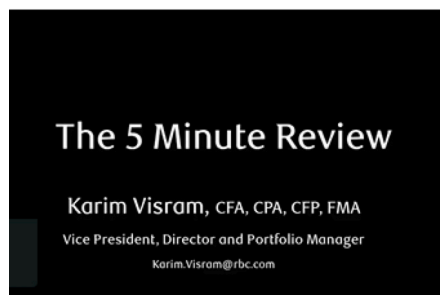 The 5 Minute Review
Karim Visram, CFA, CPA, CFP, FMA
Vice President, Director and Portfolio Manager
Karim.Visram@rbc.com